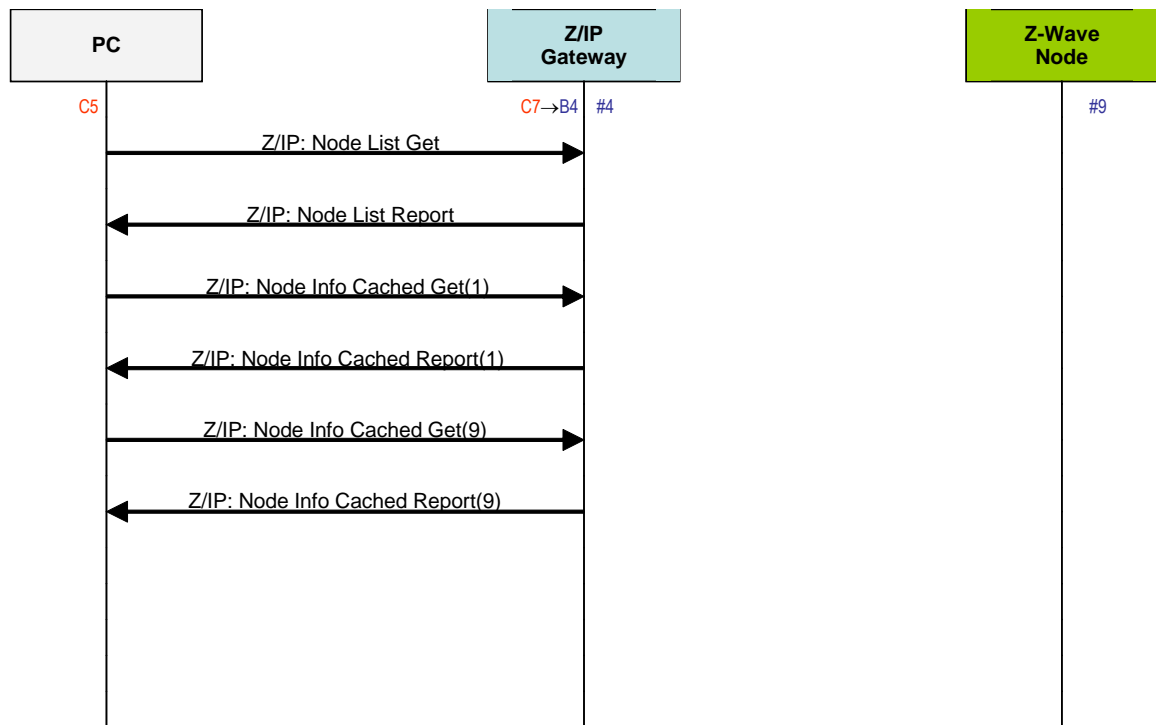 PC
Z/IP
Gateway
Z-Wave
Node
C5
C7→B4 #4
#9
Z/IP: Node List Get
Z/IP: Node List Report
Z/IP: Node Info Cached Get(1)
Z/IP: Node Info Cached Report(1)
Z/IP: Node Info Cached Get(9)
Z/IP: Node Info Cached Report(9)